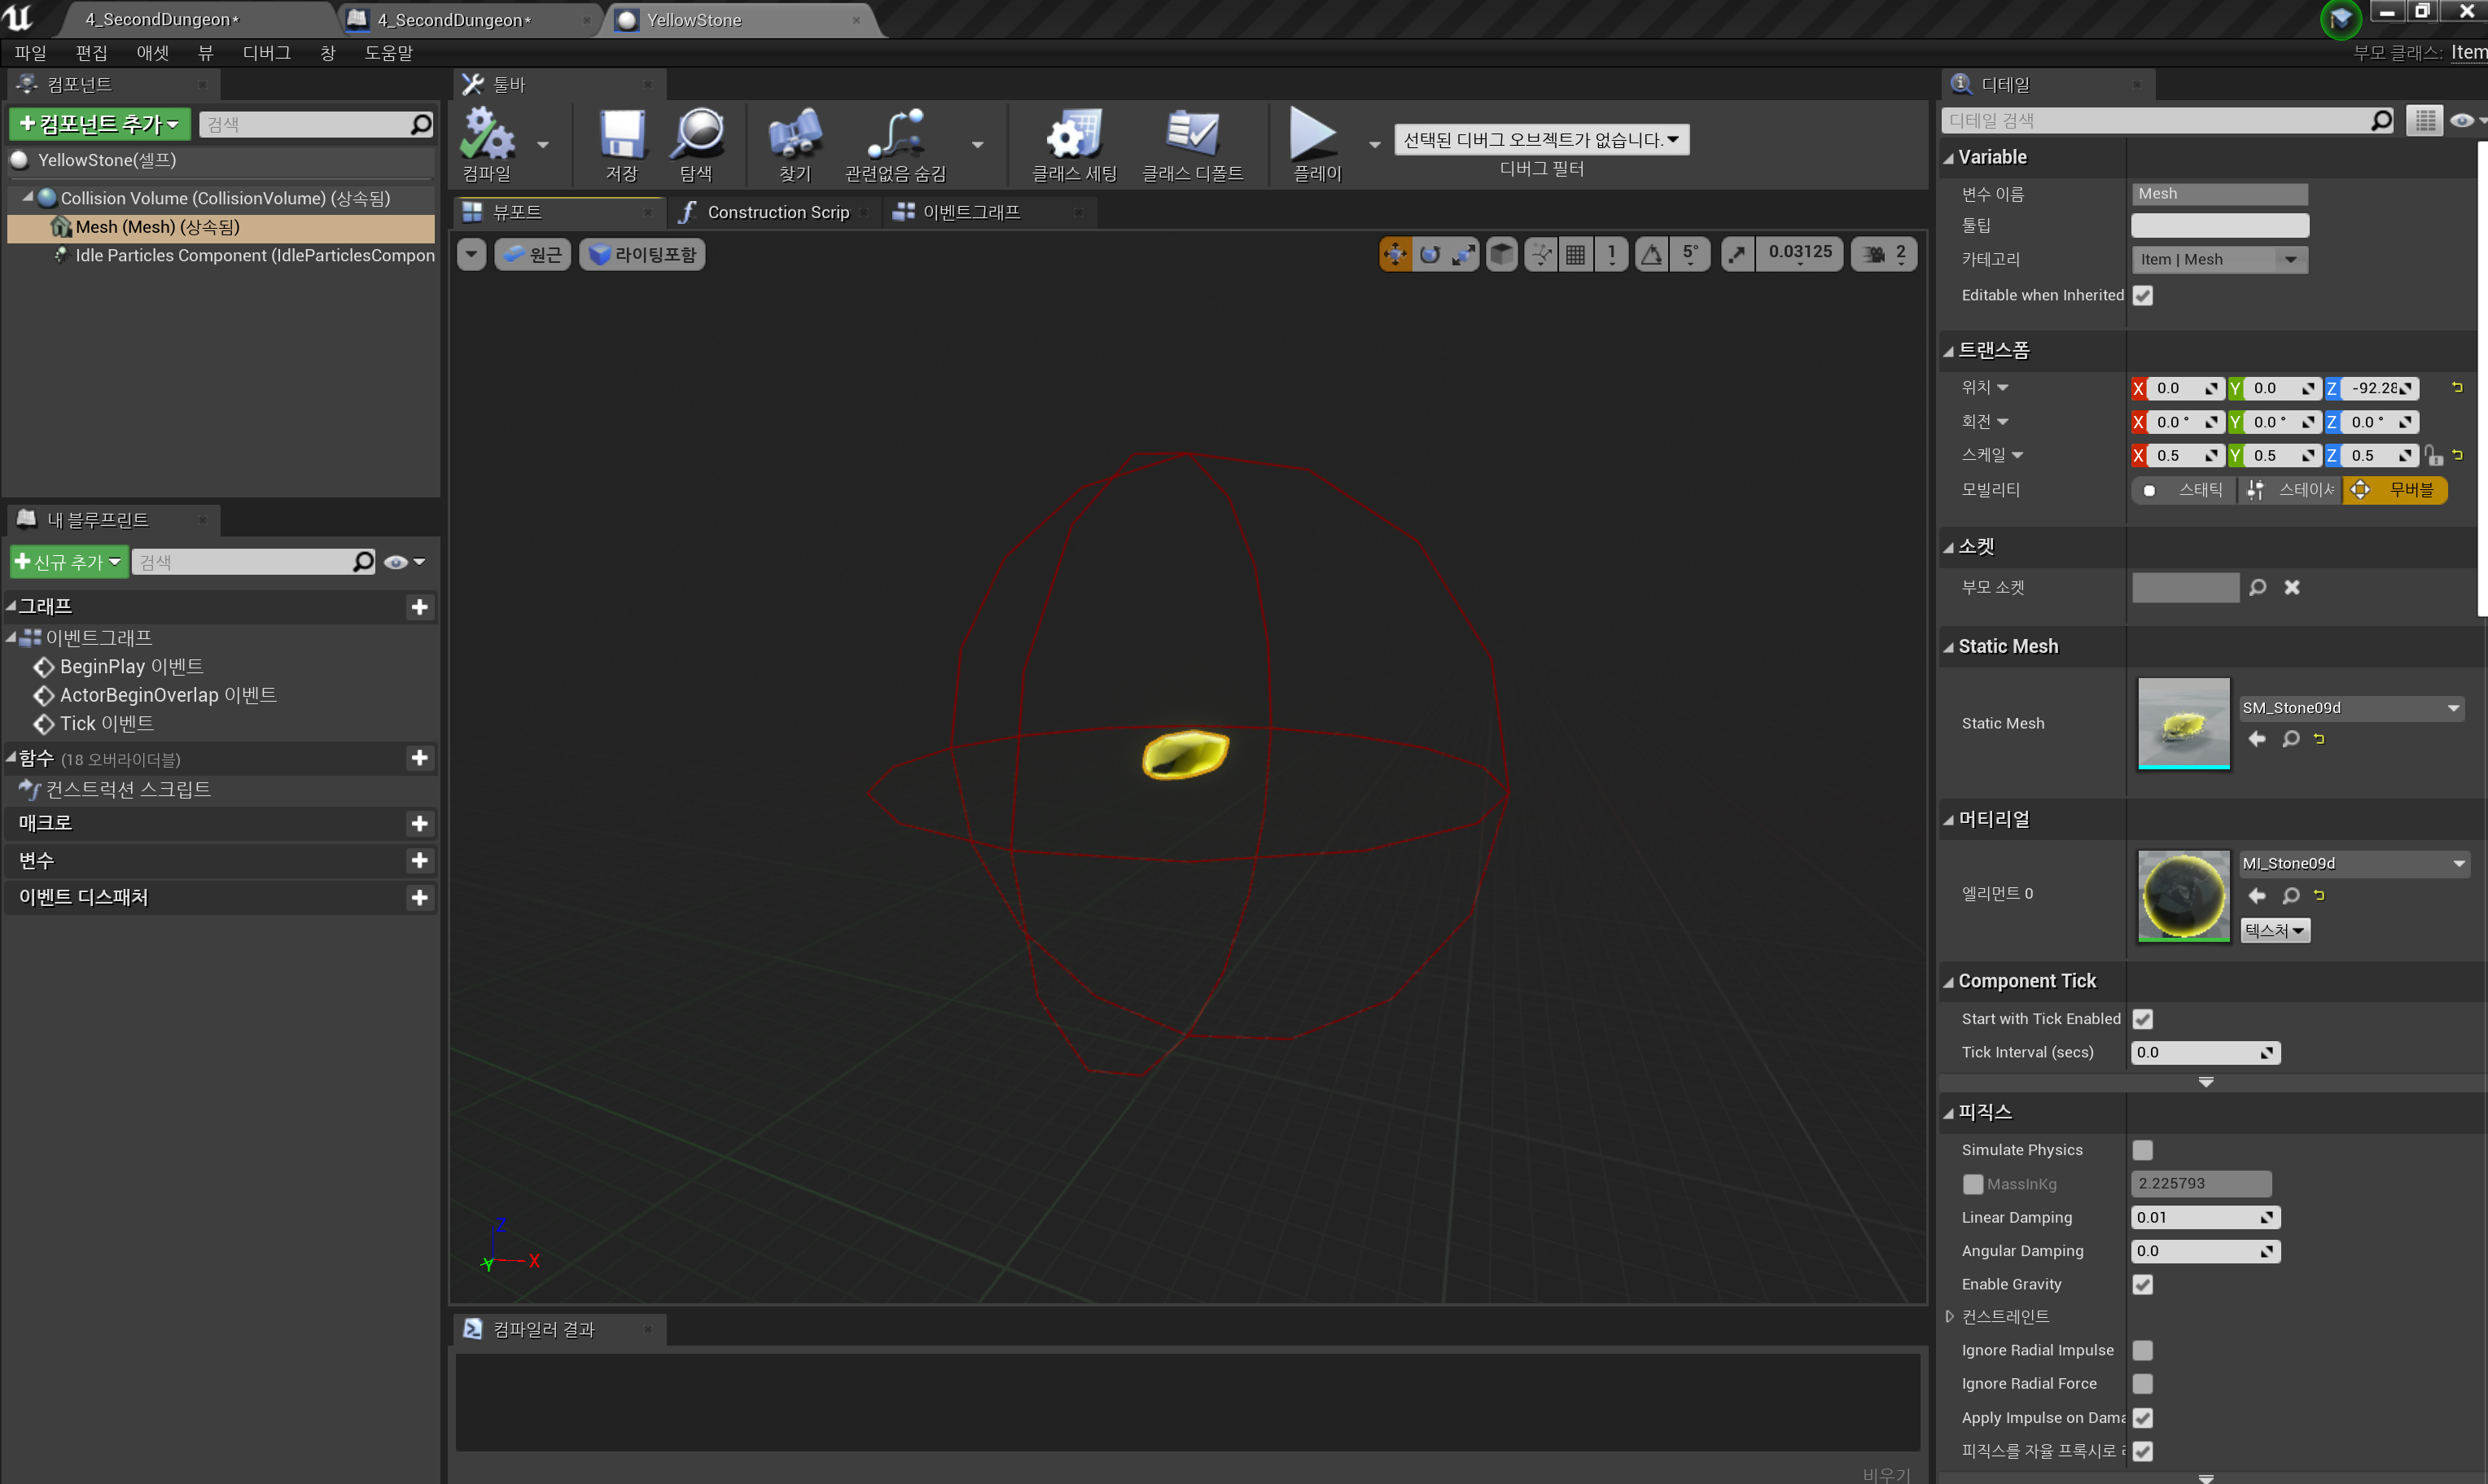 4_SecondDungeon*
4_SecondDungeon*
YellowStone
파일 편집 애셋 뷰 디버그 창 도움말
부모 클래스: Item
컴포넌트
+컴포넌트 추가
검색
YellowStone(셀프)
Collision Volume (CollisionVolume) (상속됨)
Mesh (Mesh) (상속됨)
Idle Particles Component (IdleParticlesCompon
내 블루프린트
+신규 추가
검색
그래프
이벤트그래프
BeginPlay 이벤트
ActorBeginOverlap 이벤트
Tick 이벤트
함수 (18 오버라이더블)
컨스트럭션 스크립트
매크로
변수
이벤트 디스패처
툴바
컴파일
저장
탐색
찾기
관련없음 숨김
클래스 세팅
클래스 디폴트
플레이
선택된 디버그 오브젝트가 없습니다.
디버그 필터
뷰포트
Construction Scrip
이벤트그래프
원근
라이팅포함
1
5°
0.03125
2
Z
X
Y
컴파일러 결과
비우기
디테일
디테일 검색
Variable
변수 이름 Mesh
툴팁
카테고리 Item | Mesh
Editable when Inherited
트랜스폼
위치 X 0.0 Y 0.0 Z -92.28
회전 X 0.0 ° Y 0.0 ° Z 0.0 °
스케일 X 0.5 Y 0.5 Z 0.5
모빌리티 스태틱 스테이셔 무버블
소켓
부모 소켓
Static Mesh
Static Mesh SM_Stone09d
머티리얼
엘리먼트 0 MI_Stone09d
텍스처
Component Tick
Start with Tick Enabled
Tick Interval (secs) 0.0
피직스
Simulate Physics
MassInKg 2.225793
Linear Damping 0.01
Angular Damping 0.0
Enable Gravity
컨스트레인트
Ignore Radial Impulse
Ignore Radial Force
Apply Impulse on Dama
피직스를 자율 프록시로